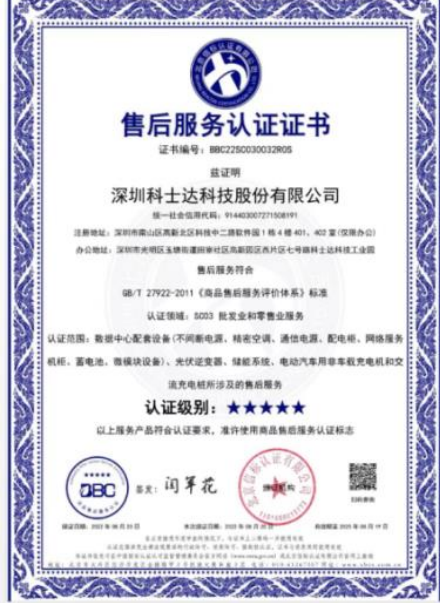 售后服务认证证书
证书编号：BBC22SC030032R0S
兹证明
深圳科士达科技股份有限公司
统一社会信用代码：914403007271508191
注册地址：深圳市南山区高新北区科技中二路软件园1栋4楼401、402室(仅限办公)
办公地址：深圳市光明区玉塘街道田寮社区高新园区西片区七号路科士达科技工业园
售后服务符合
GB/T 27922-2011《商品售后服务评价体系》标准
认证领域：SC03 批发业和零售业服务
认证范围：数据中心配套设备(不间断电源、精密空调、通信电源、配电柜、网络服务
机柜、蓄电池、微模块设备)、光伏逆变器、储能系统、电动汽车用非车载充电机和交
流充电桩所涉及的售后服务
认证级别：★★★★★
以上服务产品符合认证要求，准许使用商品售后服务认证标志
签发：闫军花
扫码查询